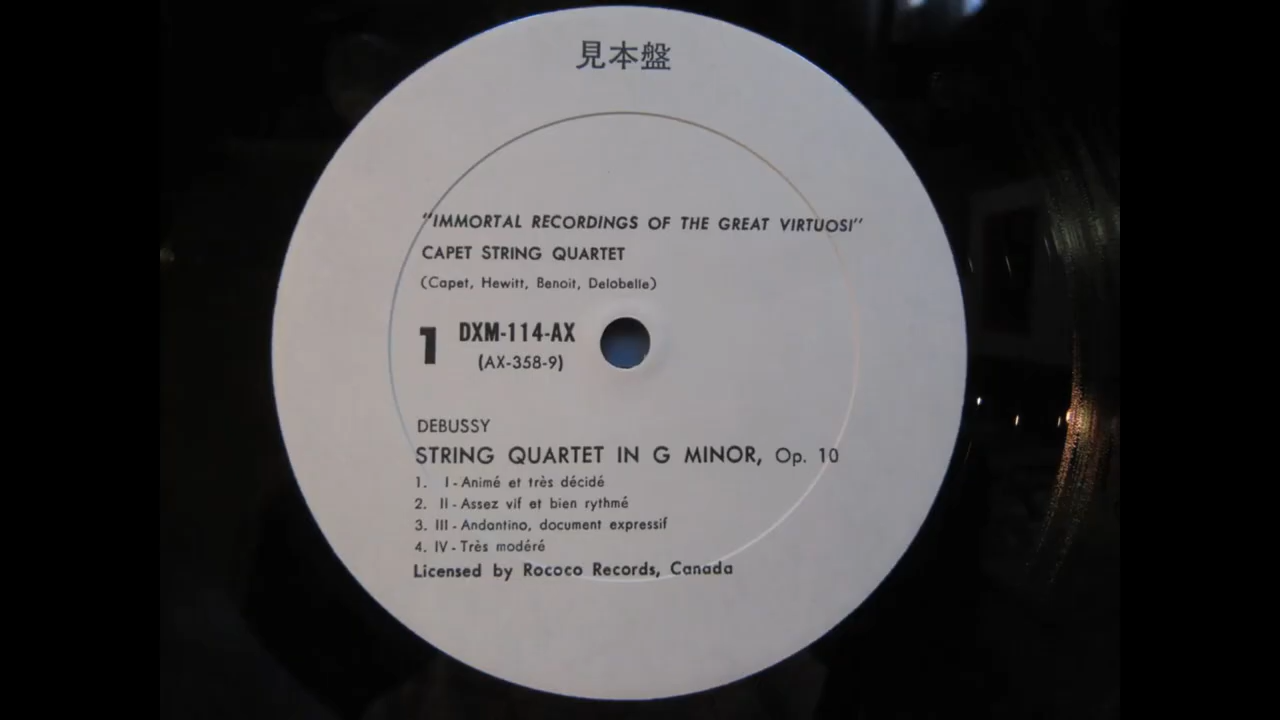 見本盤
"IMMORTAL RECORDINGS OF THE GREAT VIRTUOSI"
CAPET STRING QUARTET
(Capet, Hewitt, Benoit, Delobelle)
1 DXM-114-AX
(AX-358-9)
DEBUSSY
STRING QUARTET IN G MINOR, Op. 10
1. I - Animé et très décidé
2. II - Assez vif et bien rythmé
3. III - Andantino, document expressif
4. IV - Très modéré
Licensed by Rococo Records, Canada